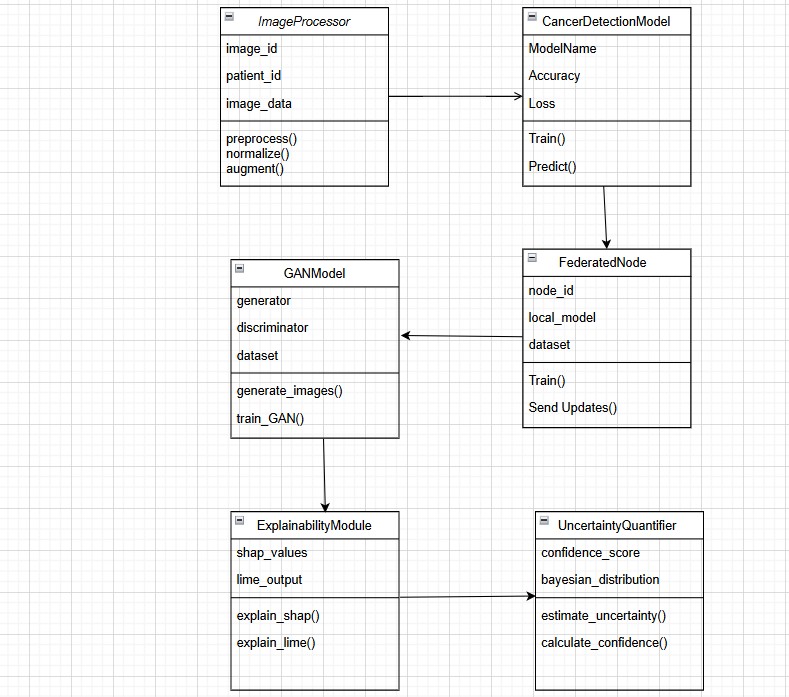 ImageProcessor
image_id
patient_id
image_data
preprocess()
normalize()
augment()
CancerDetectionModel
ModelName
Accuracy
Loss
Train()
Predict()
GANModel
generator
discriminator
dataset
generate_images()
train_GAN()
FederatedNode
node_id
local_model
dataset
Train()
Send Updates()
ExplainabilityModule
shap_values
lime_output
explain_shap()
explain_lime()
UncertaintyQuantifier
confidence_score
bayesian_distribution
estimate_uncertainty()
calculate_confidence()